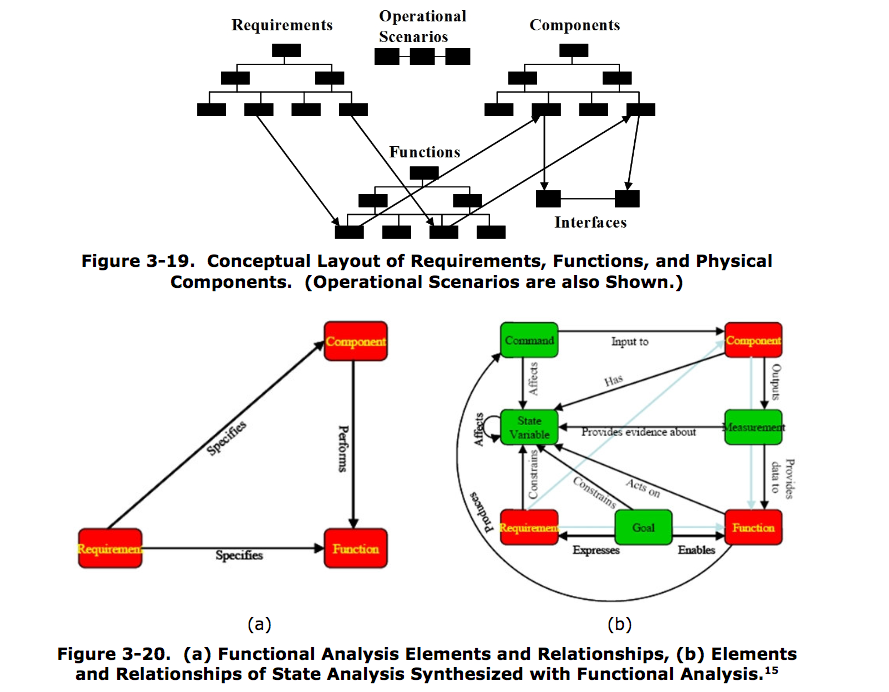 Requirements
Operational
Scenarios
Components
Functions
Interfaces
Figure 3-19. Conceptual Layout of Requirements, Functions, and Physical
Components. (Operational Scenarios are also Shown.)
Component
Specifies
Performs
Requiremen
Specifies
Function
Command
Input to
Component
Affects
Has
Outputs
Affects
State
Variable
Provides evidence about
Measurement
Constrains
Constrains
Acts on
Provides
data to
Produces
Requirement
Goal
Function
Expresses
Enables
(a)
(b)
Figure 3-20. (a) Functional Analysis Elements and Relationships, (b) Elements
and Relationships of State Analysis Synthesized with Functional Analysis.15